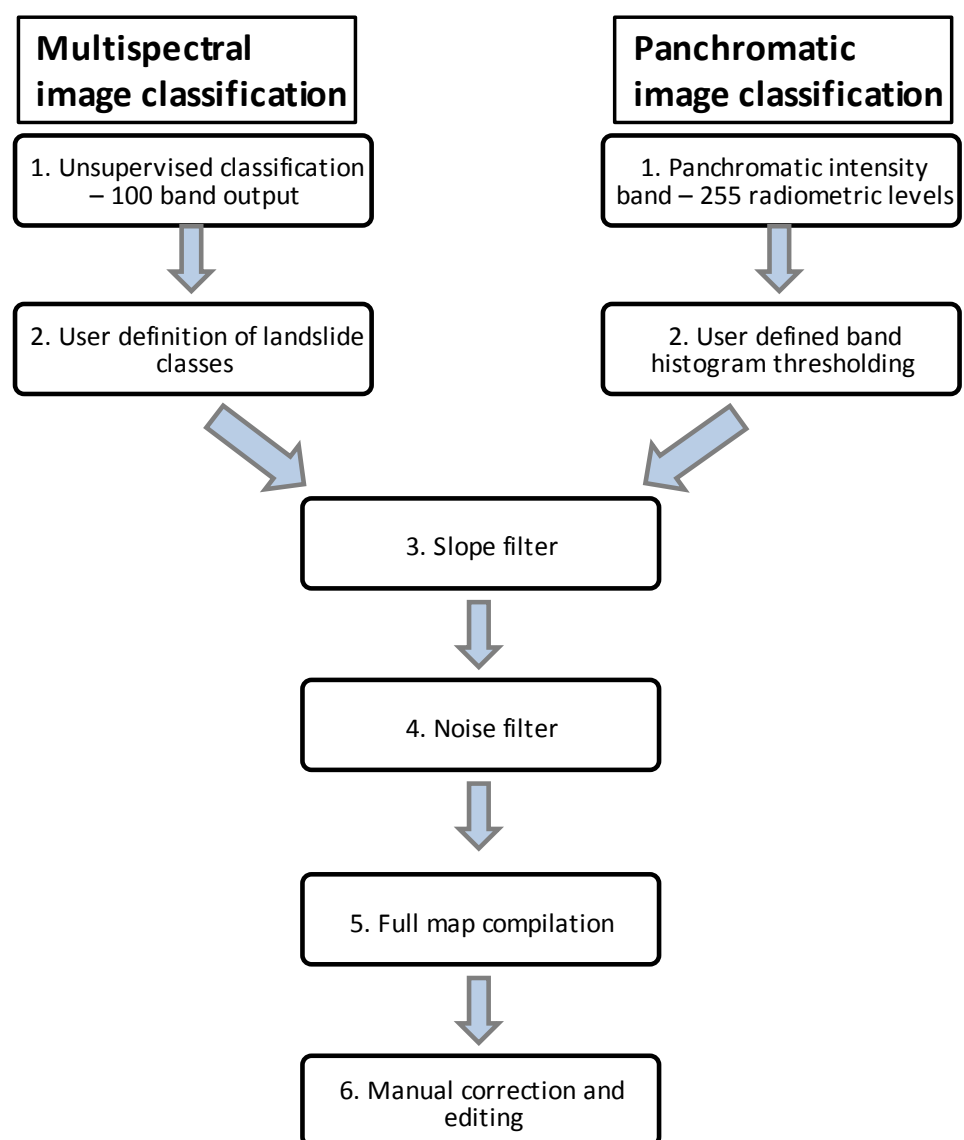 Multispectral
image classification
1. Unsupervised classification
– 100 band output
2. User definition of landslide
classes
Panchromatic
image classification
1. Panchromatic intensity
band – 255 radiometric levels
2. User defined band
histogram thresholding
3. Slope filter
4. Noise filter
5. Full map compilation
6. Manual correction and
editing